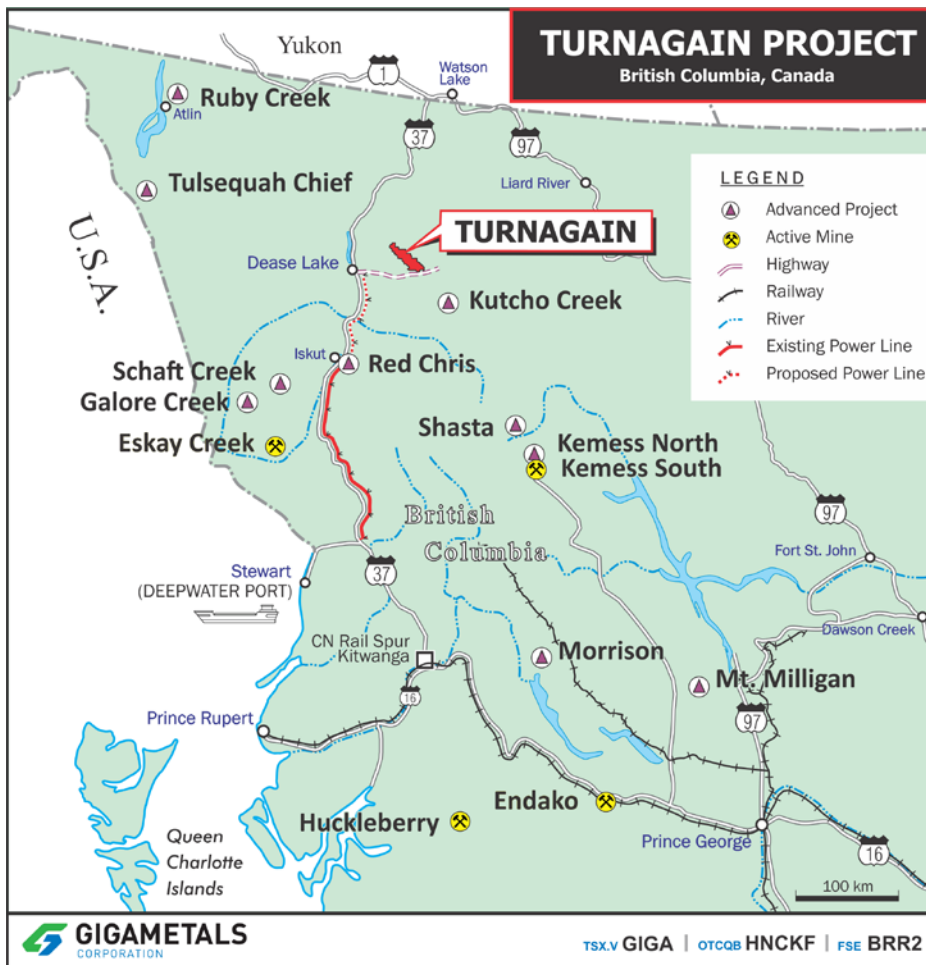 TURNAGAIN PROJECT
British Columbia, Canada
Yukon
1
Watson
Lake
Ruby Creek
Atlin
37
97
Tulsequah Chief
Liard River
LEGEND
Advanced Project
Active Mine
Highway
Railway
River
Existing Power Line
Proposed Power Line
U.S.A.
TURNAGAIN
Dease Lake
Kutcho Creek
Iskut
Red Chris
Schaft Creek
Galore Creek
Eskay Creek
Shasta
Kemess North
Kemess South
British
Columbia
97
Fort St. John
Stewart
(DEEPWATER PORT)
37
Dawson Creek
CN Rail Spur
Kitwanga
Morrison
Mt. Milligan
16
Prince Rupert
97
Endako
Huckleberry
Prince George
16
Queen
Charlotte
Islands
100 km
GIGAMETALS
CORPORATION
TSX.V GIGA | OTCQB HNCKF | FSE BRR2